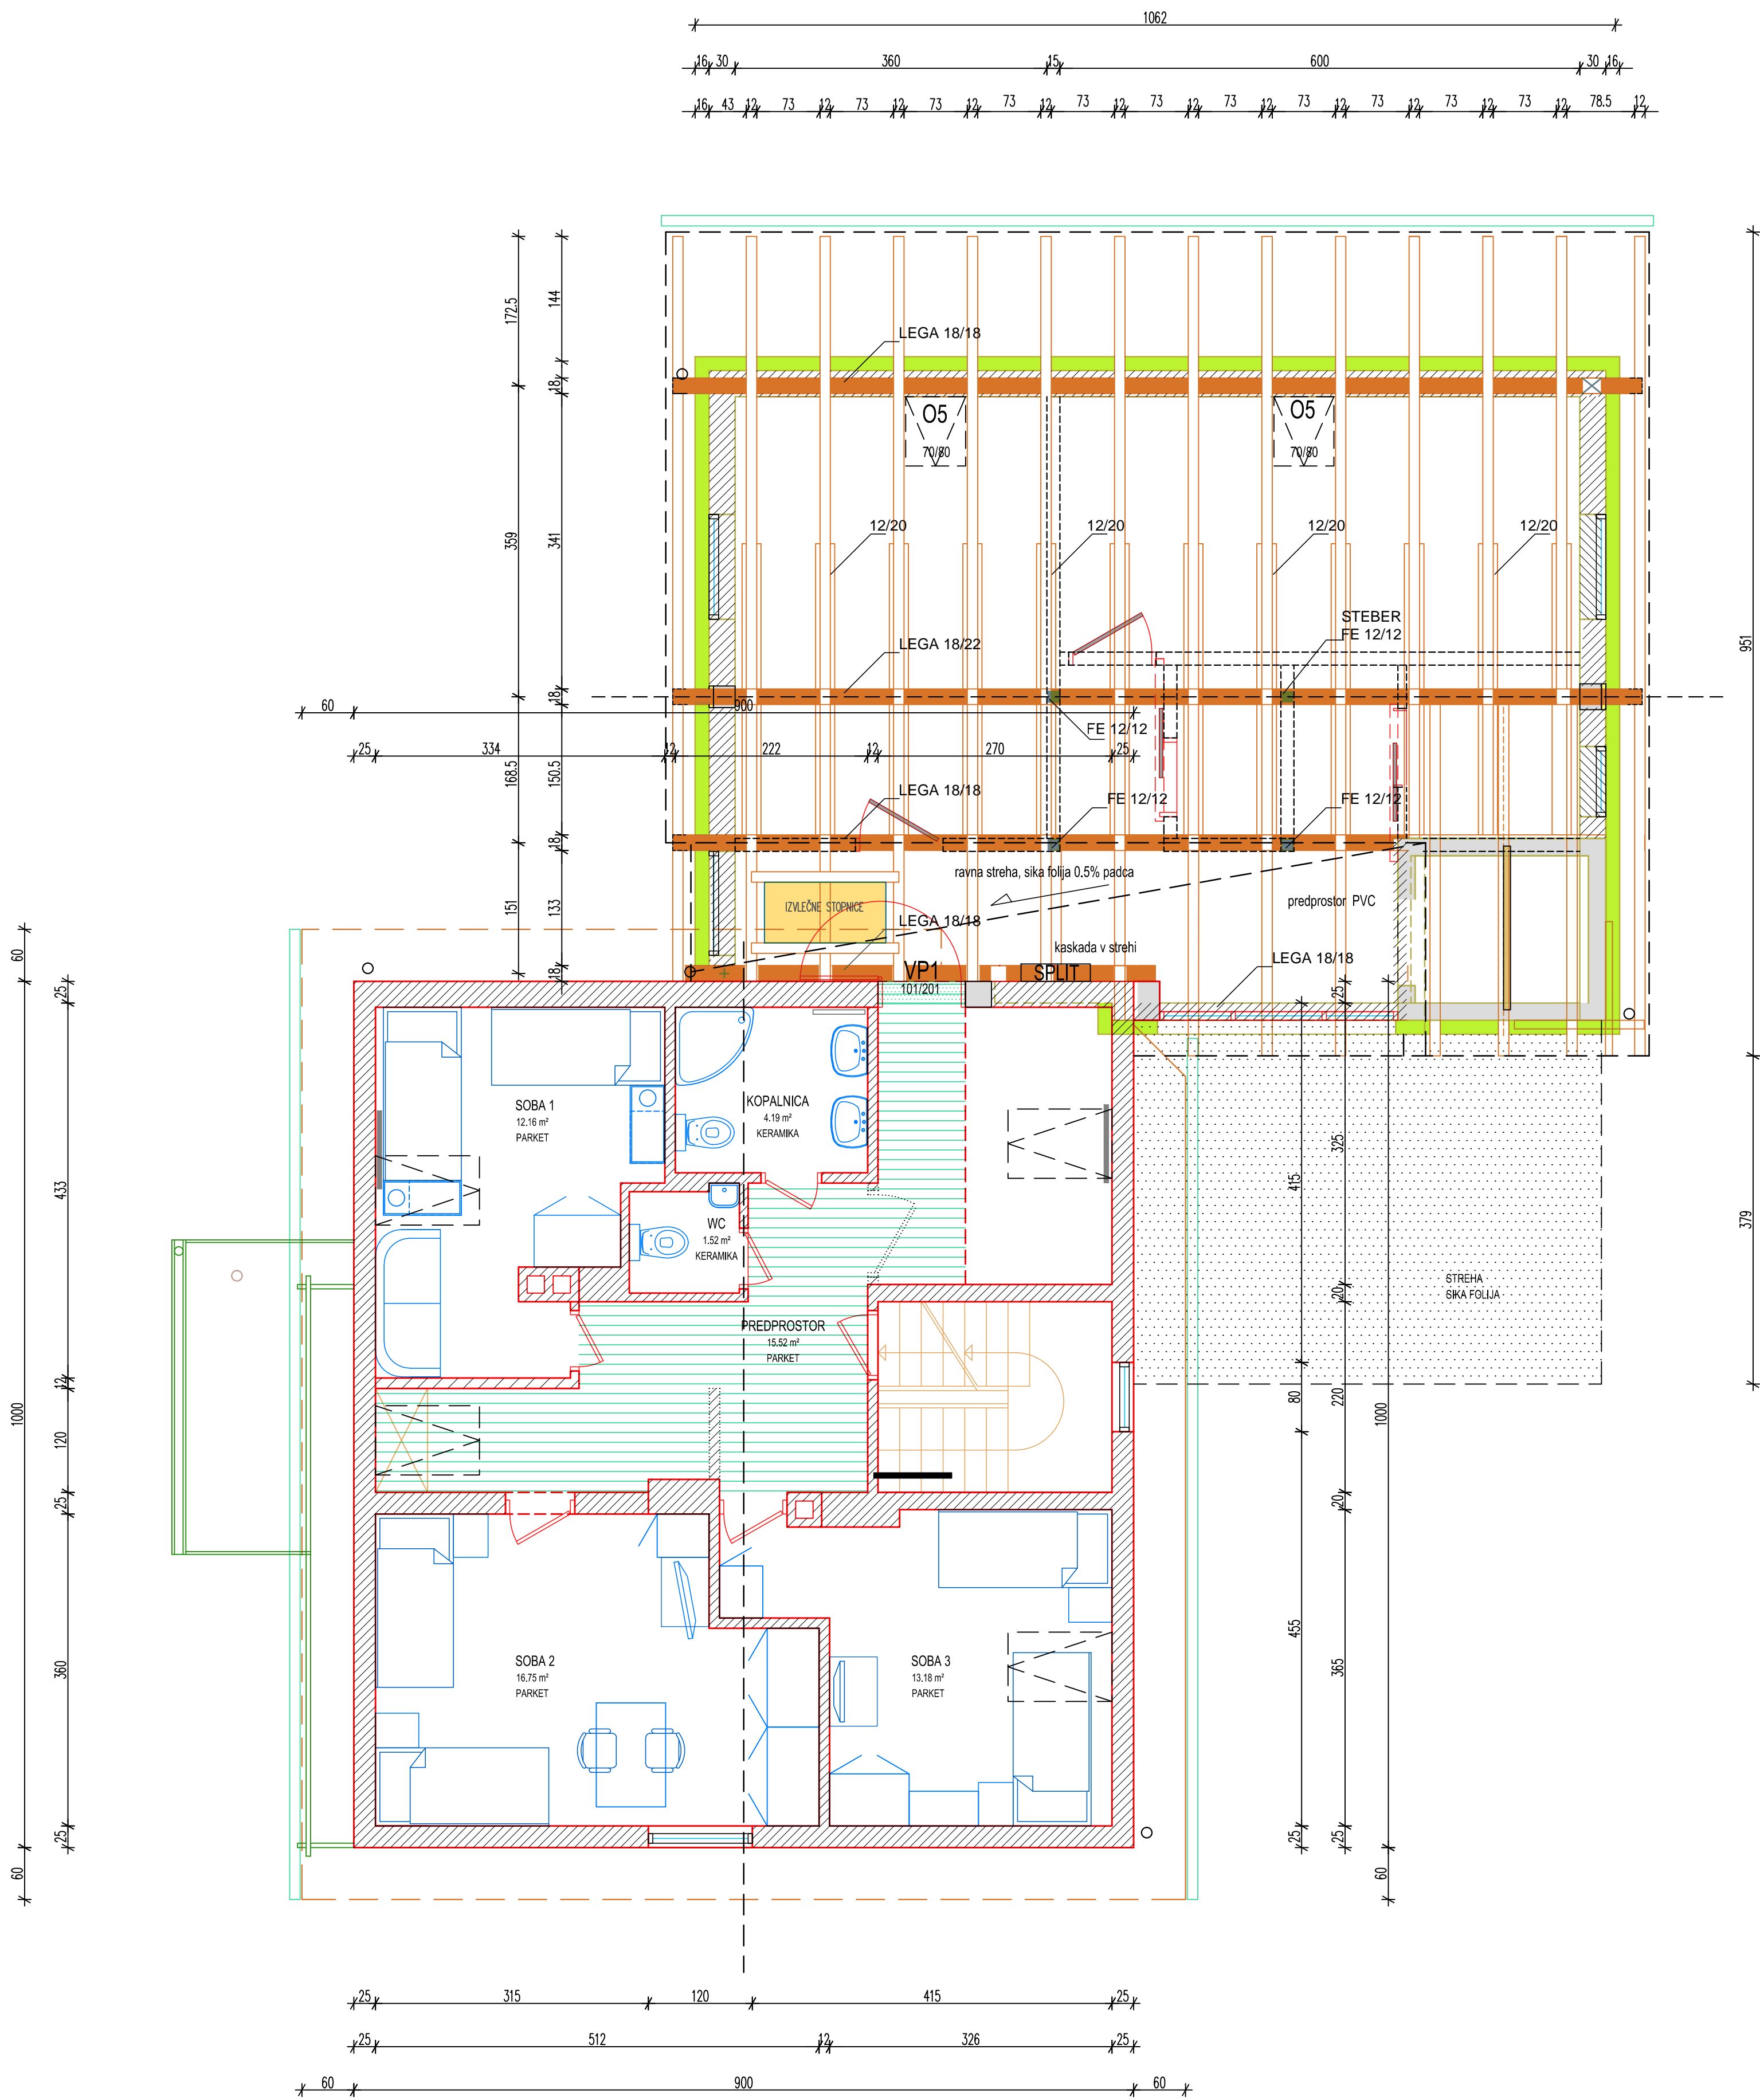 1062
16 30 360 15 600 30 16
16 43 12 73 12 73 12 73 12 73 12 73 12 73 12 73 12 73 12 73 12 73 12 73 12 78.5 12
172.5
144
LEGA 18/18
18
O5
70/80
O5
70/80
359
341
12/20
12/20
12/20
12/20
951
STEBER
FE 12/12
LEGA 18/22
18
60
900
FE 12/12
25 334 12 222 12 270 25
168.5
150.5
LEGA 18/18
FE 12/12
FE 12/12
18
ravna streha, sika folija 0.5% padca
predprostor PVC
IZVLEČNE STOPNICE
151
133
LEGA 18/18
kaskada v strehi
LEGA 18/18
60
18
VP1
101/201
SPLIT
25
25
SOBA 1
12.16 m²
PARKET
KOPALNICA
4.19 m²
KERAMIKA
325
415
433
379
WC
1.52 m²
KERAMIKA
STREHA
SIKA FOLIJA
20
PREDPROSTOR
15.52 m²
PARKET
12
80
220
1000
1000
120
25
20
455
360
365
SOBA 2
16.75 m²
PARKET
SOBA 3
13.18 m²
PARKET
25
25
25
60
60
25 315 120 415 25
25 512 12 326 25
60 900 60